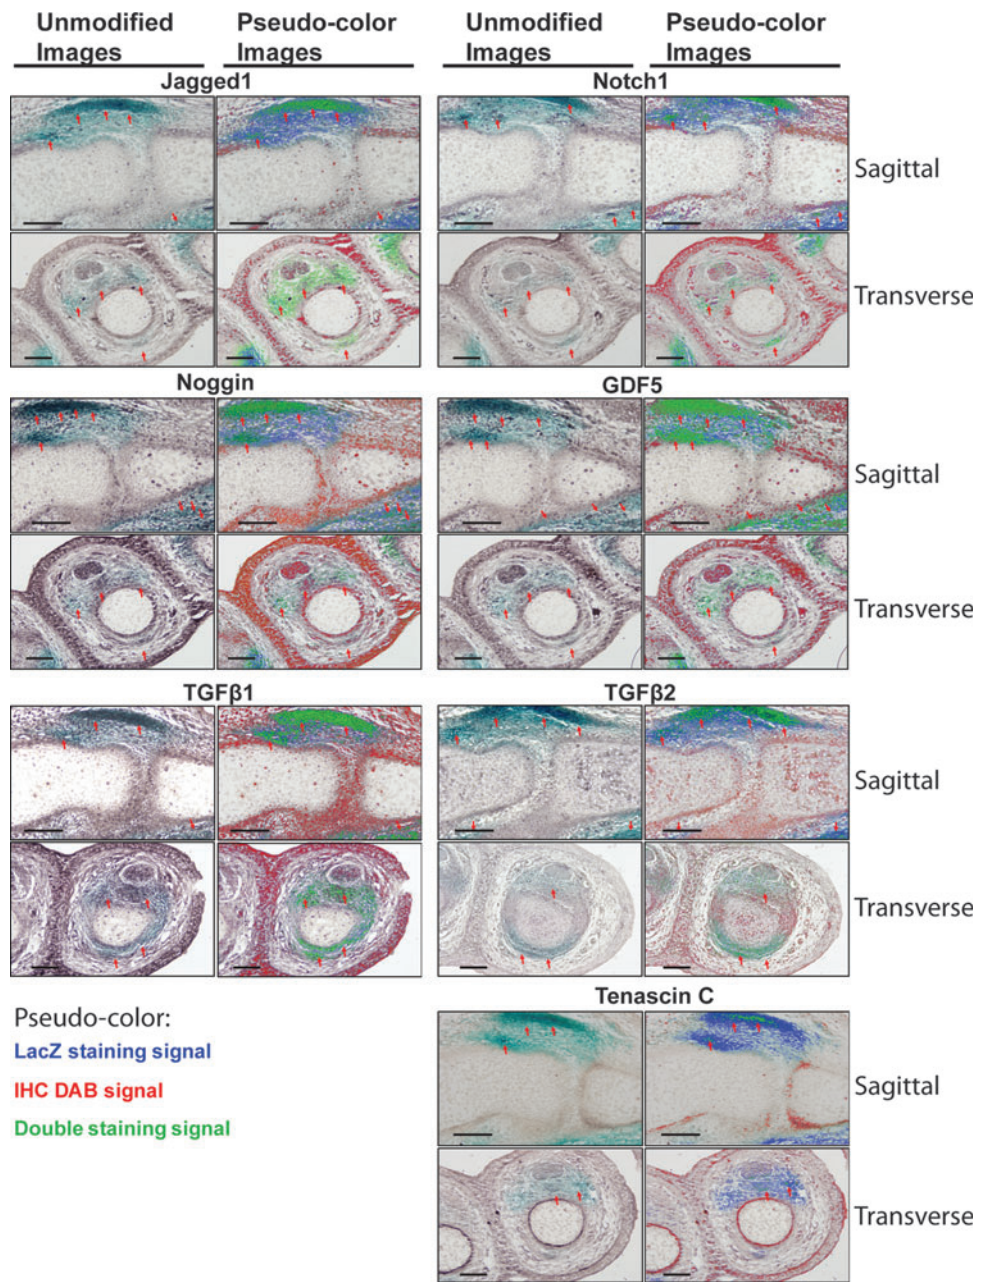 Unmodified Images
Pseudo-color Images
Unmodified Images
Pseudo-color Images
Jagged1
Notch1
Sagittal
Transverse
Noggin
GDF5
Sagittal
Transverse
TGFβ1
TGFβ2
Sagittal
Transverse
Tenascin C
Pseudo-color:
LacZ staining signal
IHC DAB signal
Double staining signal
Sagittal
Transverse